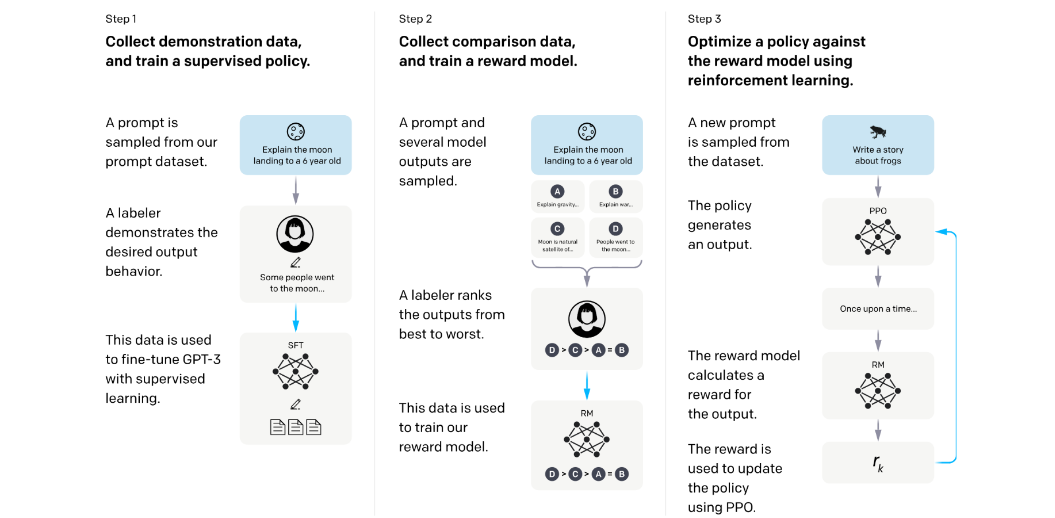 Step 1
Collect demonstration data,
and train a supervised policy.
A prompt is
sampled from our
prompt dataset.
Explain the moon
landing to a 6 year old
A labeler
demonstrates the
desired output
behavior.
Some people went
to the moon...
This data is used
to fine-tune GPT-3
with supervised
learning.
SFT
Step 2
Collect comparison data,
and train a reward model.
A prompt and
several model
outputs are
sampled.
Explain the moon
landing to a 6 year old
A
Explain gravity...
B
Explain war...
C
Moon is natural
satellite of...
D
People went to
the moon...
A labeler ranks
the outputs from
best to worst.
D > C > A = B
This data is used
to train our
reward model.
RM
D > C > A = B
Step 3
Optimize a policy against
the reward model using
reinforcement learning.
A new prompt
is sampled from
the dataset.
Write a story
about frogs
The policy
generates
an output.
PPO
Once upon a time...
The reward model
calculates a
reward for
the output.
RM
The reward is
used to update
the policy
using PPO.
rk